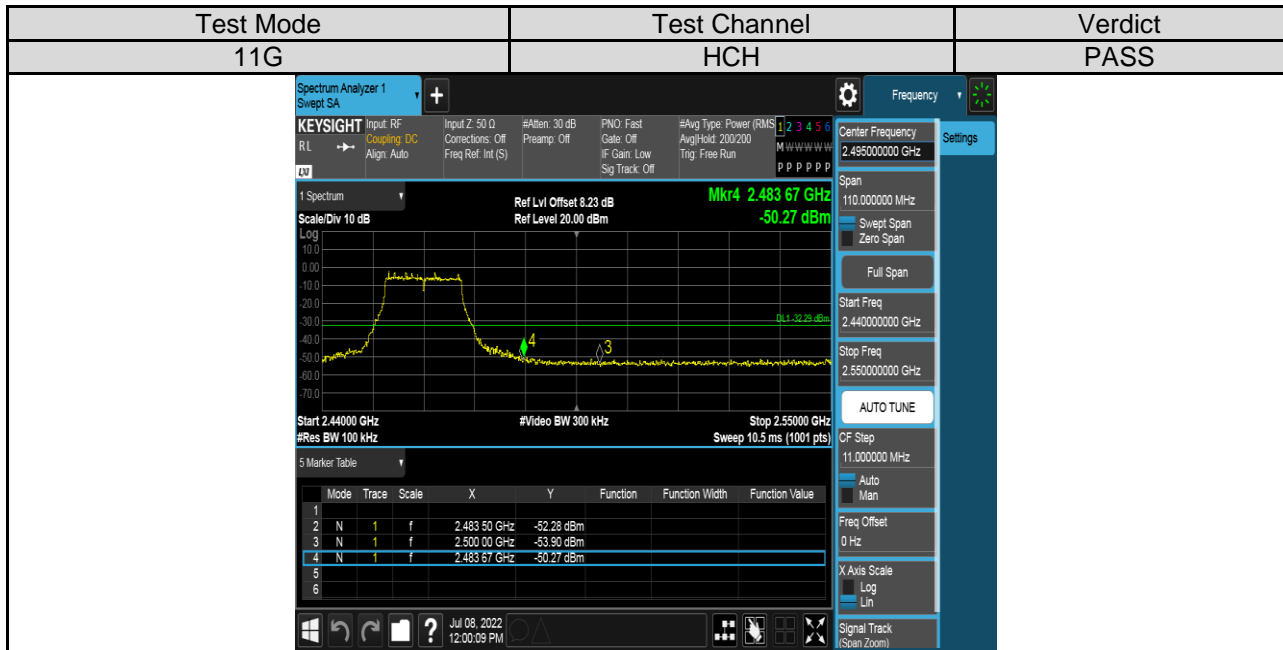 Test Mode Test Channel Verdict
11G HCH PASS
Spectrum Analyzer 1
Swept SA
+
Frequency
KEYSIGHT Input: RF Input Z: 50 Ω #Atten: 30 dB PNO: Fast #Avg Type: Power (RMS 1 2 3 4 5 6
RL Coupling: DC Corrections: Off Preamp: Off Gate: Off Avg|Hold: 200/200 M W W W W W
Align: Auto Freq Ref: Int (S) IF Gain: Low Trig: Free Run
LXI Sig Track: Off P P P P P P
1 Spectrum
Ref Lvl Offset 8.23 dB Mkr4 2.483 67 GHz
Scale/Div 10 dB Ref Level 20.00 dBm -50.27 dBm
Log
10.0
0.00
-10.0
-20.0
-30.0
DL1 -32.29 dBm
-40.0
4
3
-50.0
-60.0
-70.0
Start 2.44000 GHz #Video BW 300 kHz Stop 2.55000 GHz
#Res BW 100 kHz Sweep 10.5 ms (1001 pts)
5 Marker Table
Mode Trace Scale X Y Function Function Width Function Value
1
2 N 1 f 2.483 50 GHz -52.28 dBm
3 N 1 f 2.500 00 GHz -53.90 dBm
4 N 1 f 2.483 67 GHz -50.27 dBm
5
6
? Jul 08, 2022
12:00:09 PM
Center Frequency
2.495000000 GHz
Settings
Span
110.000000 MHz
Swept Span
Zero Span
Full Span
Start Freq
2.440000000 GHz
Stop Freq
2.550000000 GHz
AUTO TUNE
CF Step
11.000000 MHz
Auto
Man
Freq Offset
0 Hz
X Axis Scale
Log
Lin
Signal Track
(Span Zoom)